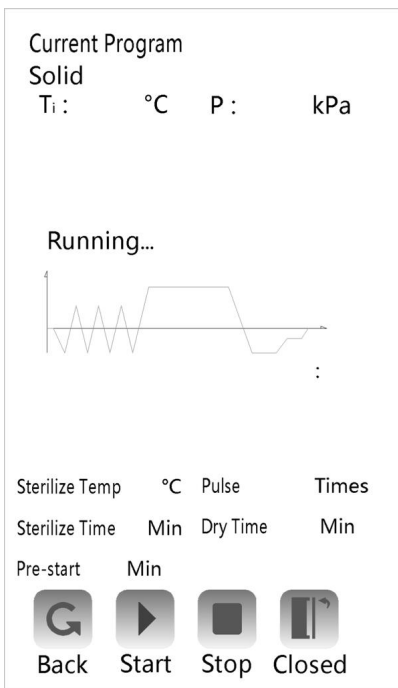 Current Program
Solid
Ti : °C P : kPa
Running...
:
Sterilize Temp °C Pulse Times
Sterilize Time Min Dry Time Min
Pre-start Min
Back Start Stop Closed